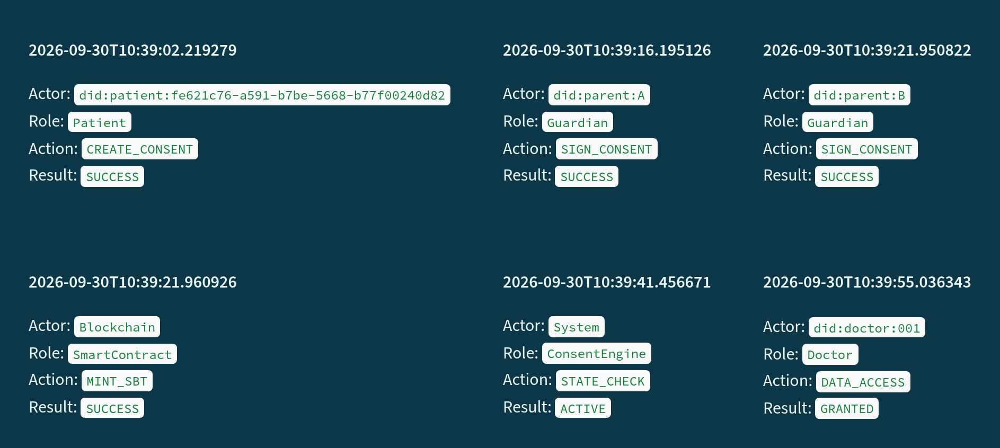 2026-09-30T10:39:02.219279
Actor: did:patient:fe621c76-a591-b7be-5668-b77f00240d82
Role: Patient
Action: CREATE_CONSENT
Result: SUCCESS
2026-09-30T10:39:16.195126
Actor: did:parent:A
Role: Guardian
Action: SIGN_CONSENT
Result: SUCCESS
2026-09-30T10:39:21.950822
Actor: did:parent:B
Role: Guardian
Action: SIGN_CONSENT
Result: SUCCESS
2026-09-30T10:39:21.960926
Actor: Blockchain
Role: SmartContract
Action: MINT_SBT
Result: SUCCESS
2026-09-30T10:39:41.456671
Actor: System
Role: ConsentEngine
Action: STATE_CHECK
Result: ACTIVE
2026-09-30T10:39:55.036343
Actor: did:doctor:001
Role: Doctor
Action: DATA_ACCESS
Result: GRANTED